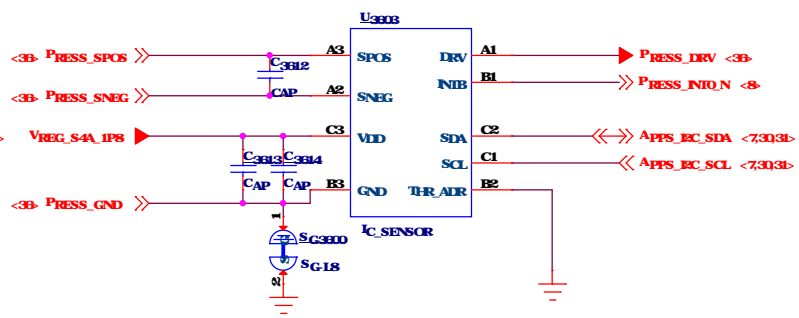 U3603
<36> PRESS_SPOS A3 SPOS DRV A1 PRESS_DRV <36>
C3612 INTB B1 PRESS_INT0_N <8>
<36> PRESS_SNEG CAP A2 SNEG
> VREG_S4A_1P8 C3 VDD SDA C2 APPS_I2C_SDA <7,30,31>
C3613 C3614 SCL C1 APPS_I2C_SCL <7,30,31>
CAP CAP
<36> PRESS_GND B3 GND THR_ADR B2
1
SG3600 IC_SENSOR
SG
SG-L8
2